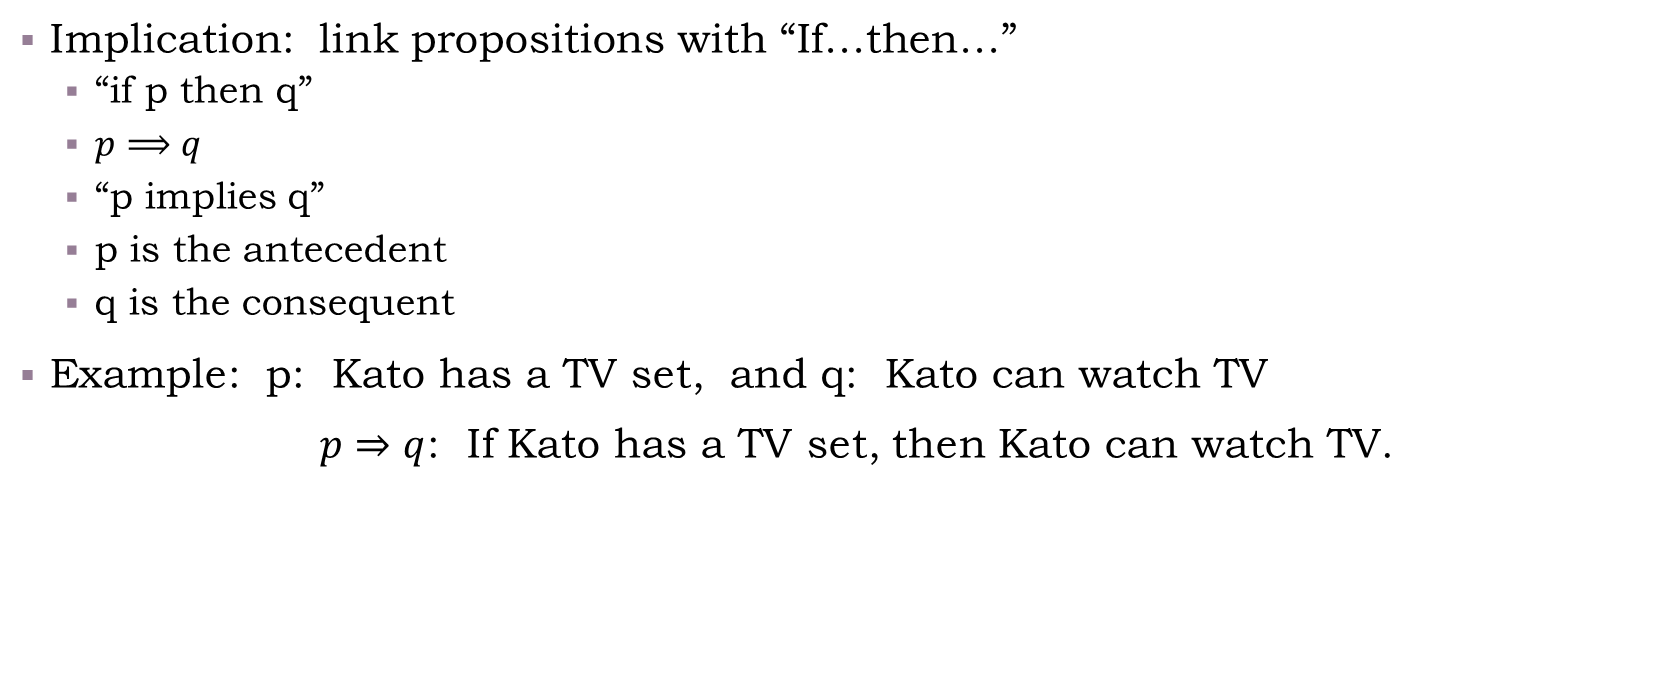 ▪ Implication:  link propositions with “If…then…”
▪ “if p then q”
▪ 𝑝 ⟹ 𝑞
▪ “p implies q”
▪ p is the antecedent
▪ q is the consequent
▪ Example:  p:  Kato has a TV set,  and q:  Kato can watch TV
𝑝 ⇒ 𝑞:  If Kato has a TV set, then Kato can watch TV.